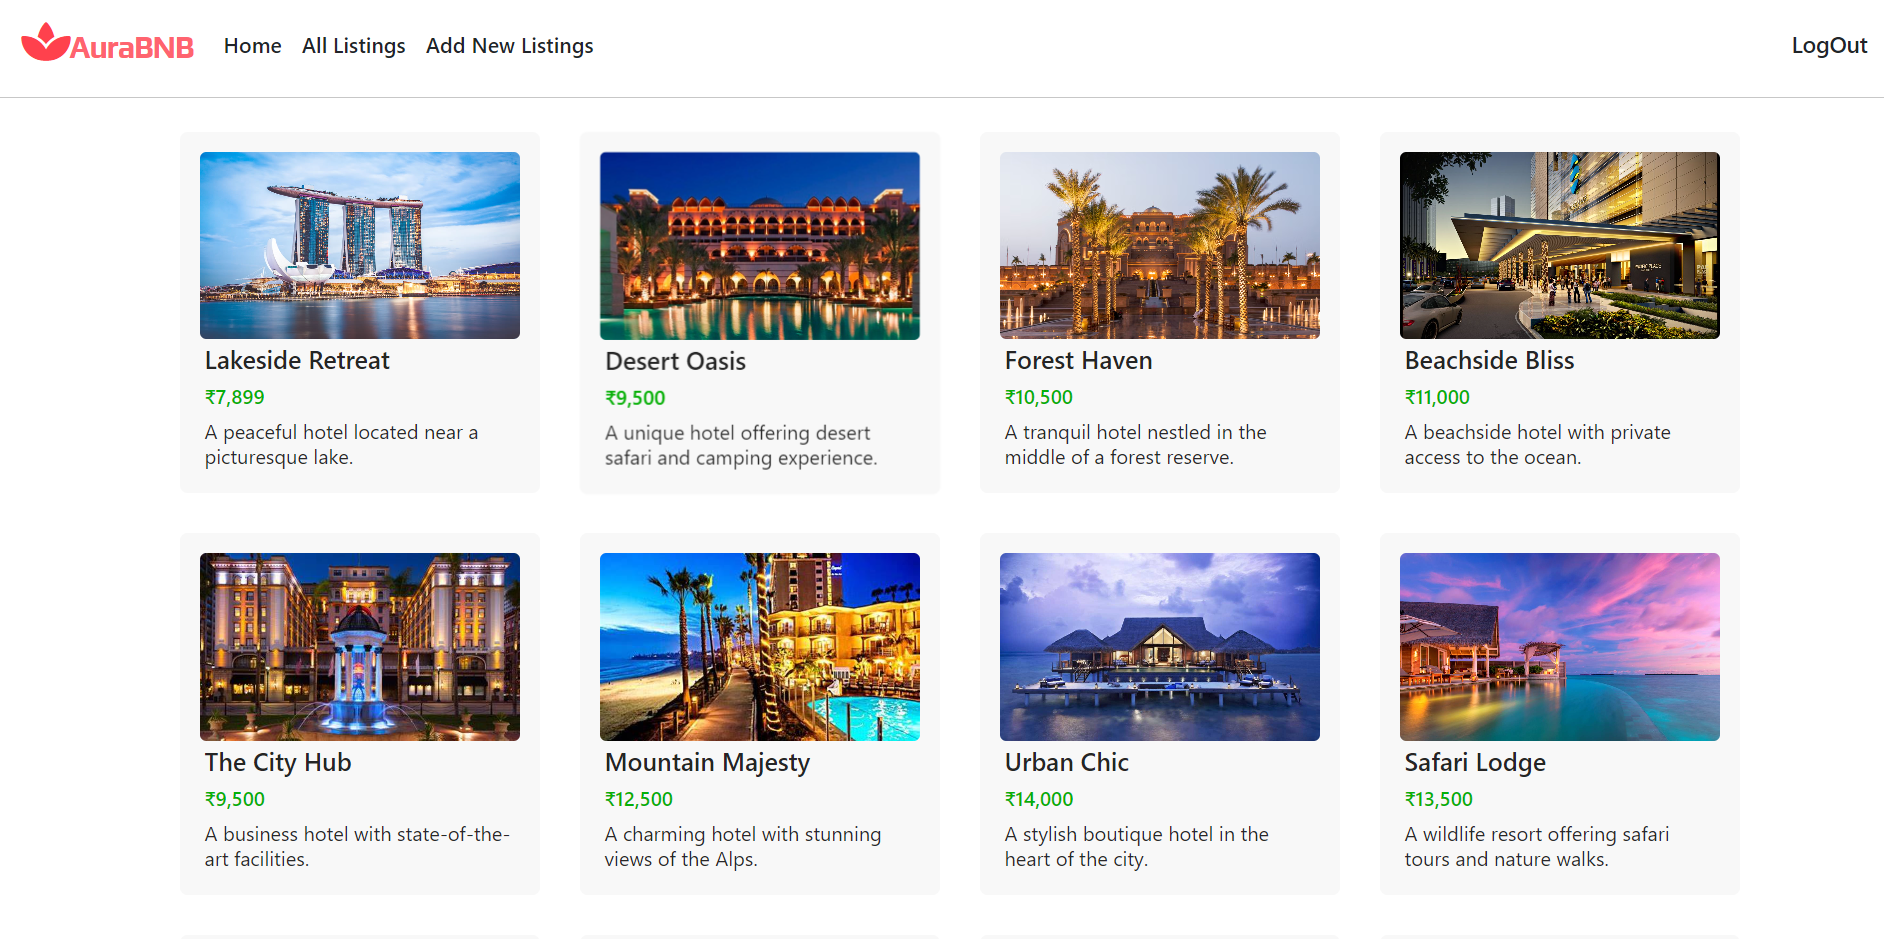 AuraBNB Home All Listings Add New Listings LogOut
Lakeside Retreat
₹7,899
A peaceful hotel located near a
picturesque lake.
Desert Oasis
₹9,500
A unique hotel offering desert
safari and camping experience.
Forest Haven
₹10,500
A tranquil hotel nestled in the
middle of a forest reserve.
Beachside Bliss
₹11,000
A beachside hotel with private
access to the ocean.
The City Hub
₹9,500
A business hotel with state-of-the-
art facilities.
Mountain Majesty
₹12,500
A charming hotel with stunning
views of the Alps.
Urban Chic
₹14,000
A stylish boutique hotel in the
heart of the city.
Safari Lodge
₹13,500
A wildlife resort offering safari
tours and nature walks.